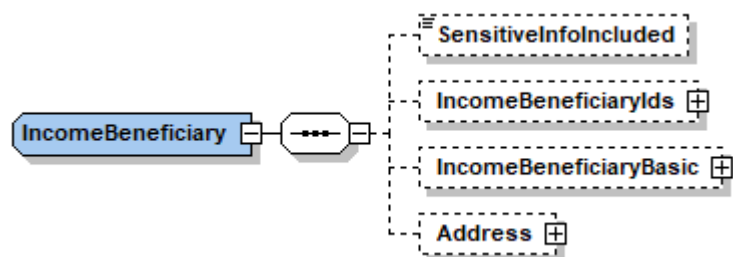 SensitiveInfoIncluded
IncomeBeneficiaryIds
IncomeBeneficiary
IncomeBeneficiaryBasic
Address